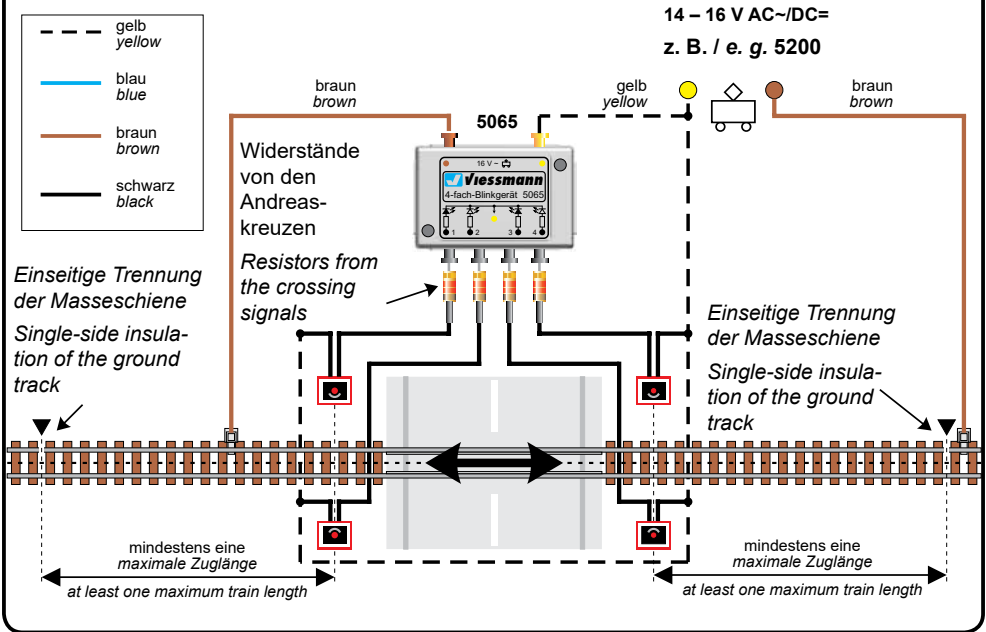 gelb
yellow
blau
blue
braun
brown
schwarz
black
14 – 16 V AC~/DC=
z. B. / e. g. 5200
braun
brown
gelb
yellow
braun
brown
5065
16 V ~
Viessmann
4-fach-Blinkgerät 5065
1 2 3 4
Widerstände
von den
Andreas-
kreuzen
Resistors from
the crossing
signals
Einseitige Trennung
der Masseschiene
Single-side insula-
tion of the ground
track
Einseitige Trennung
der Masseschiene
Single-side insula-
tion of the ground
track
mindestens eine
maximale Zuglänge
at least one maximum train length
mindestens eine
maximale Zuglänge
at least one maximum train length